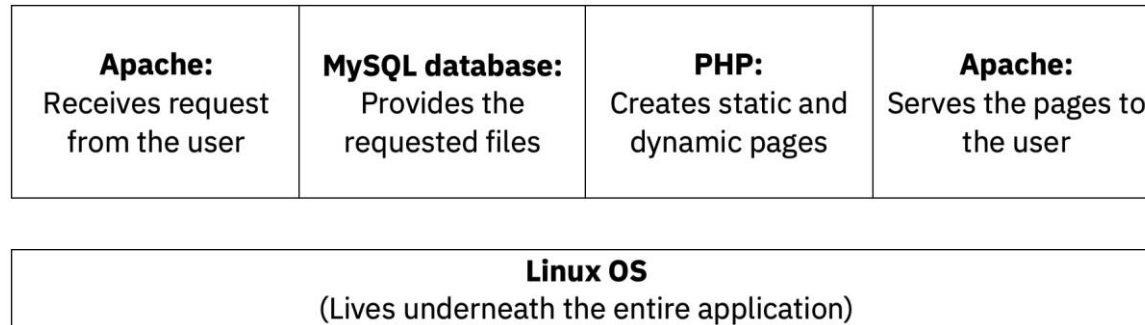 Apache:
Receives request
from the user
MySQL database:
Provides the
requested files
PHP:
Creates static and
dynamic pages
Apache:
Serves the pages to
the user
Linux OS
(Lives underneath the entire application)